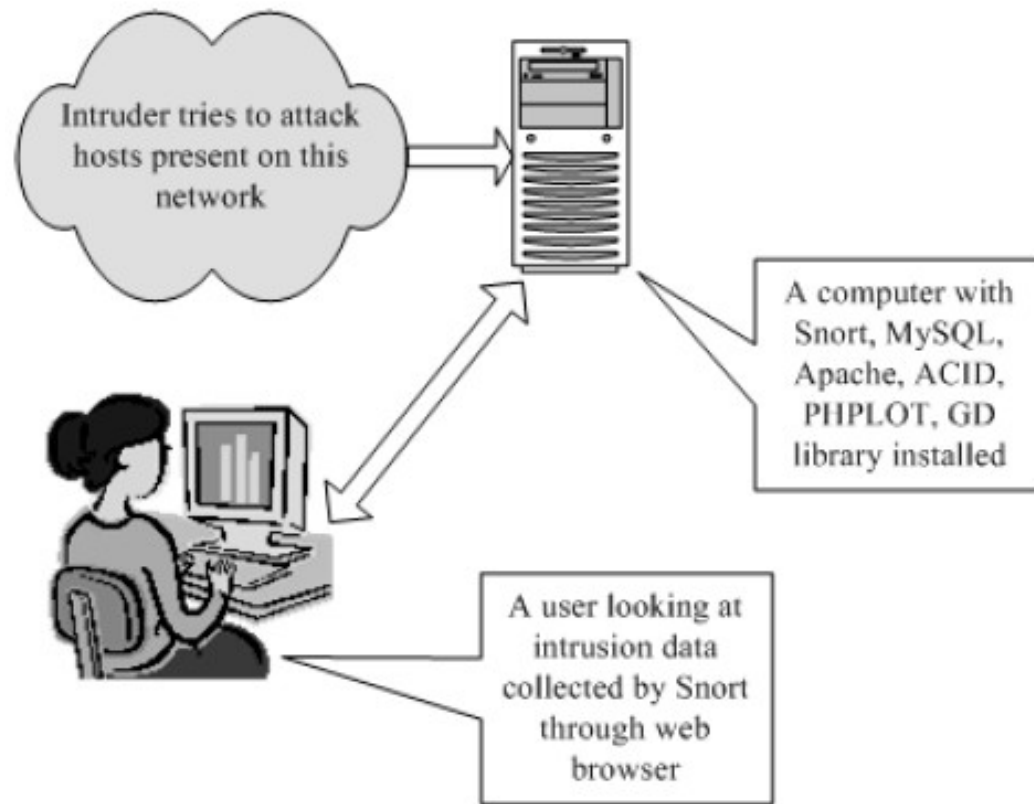 Intruder tries to attack
hosts present on this
network
A computer with
Snort, MySQL,
Apache, ACID,
PHPLOT, GD
library installed
A user looking at
intrusion data
collected by Snort
through web
browser